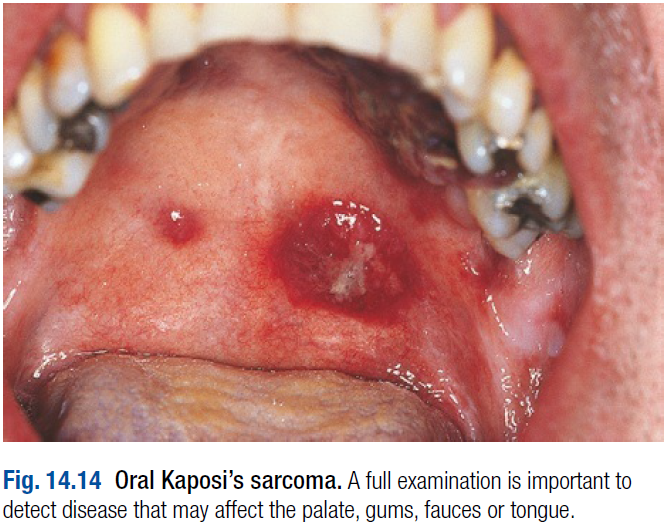 Fig. 14.14 Oral Kaposi’s sarcoma. A full examination is important to
detect disease that may affect the palate, gums, fauces or tongue.